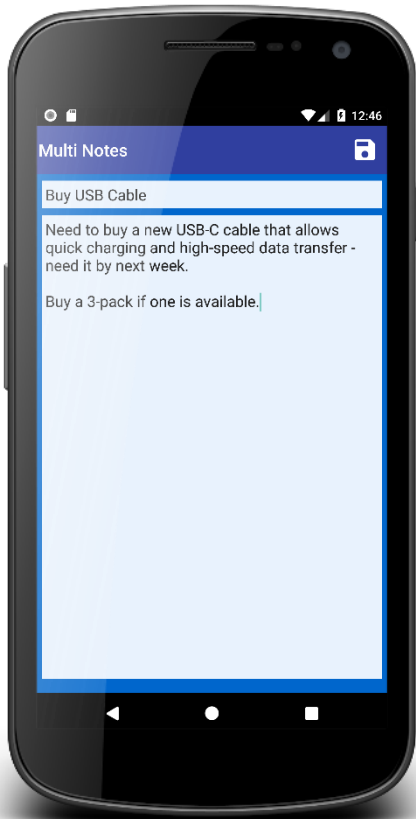 12:46
Multi Notes
Buy USB Cable
Need to buy a new USB-C cable that allows
quick charging and high-speed data transfer -
need it by next week.
Buy a 3-pack if one is available.